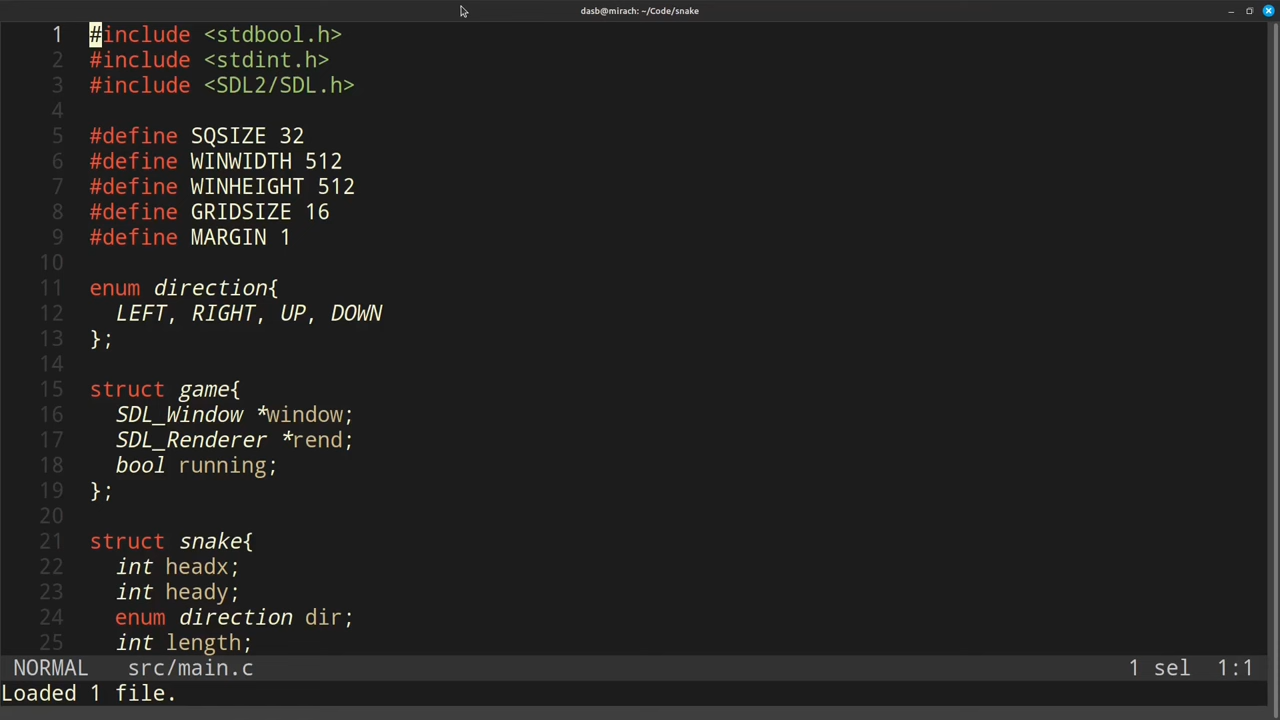 dasb@mirach: ~/Code/snake
1 #include <stdbool.h>
2 #include <stdint.h>
3 #include <SDL2/SDL.h>
4
5 #define SQSIZE 32
6 #define WINWIDTH 512
7 #define WINHEIGHT 512
8 #define GRIDSIZE 16
9 #define MARGIN 1
10
11 enum direction{
12   LEFT, RIGHT, UP, DOWN
13 };
14
15 struct game{
16   SDL_Window *window;
17   SDL_Renderer *rend;
18   bool running;
19 };
20
21 struct snake{
22   int headx;
23   int heady;
24   enum direction dir;
25   int length;
NORMAL src/main.c 1 sel 1:1
Loaded 1 file.